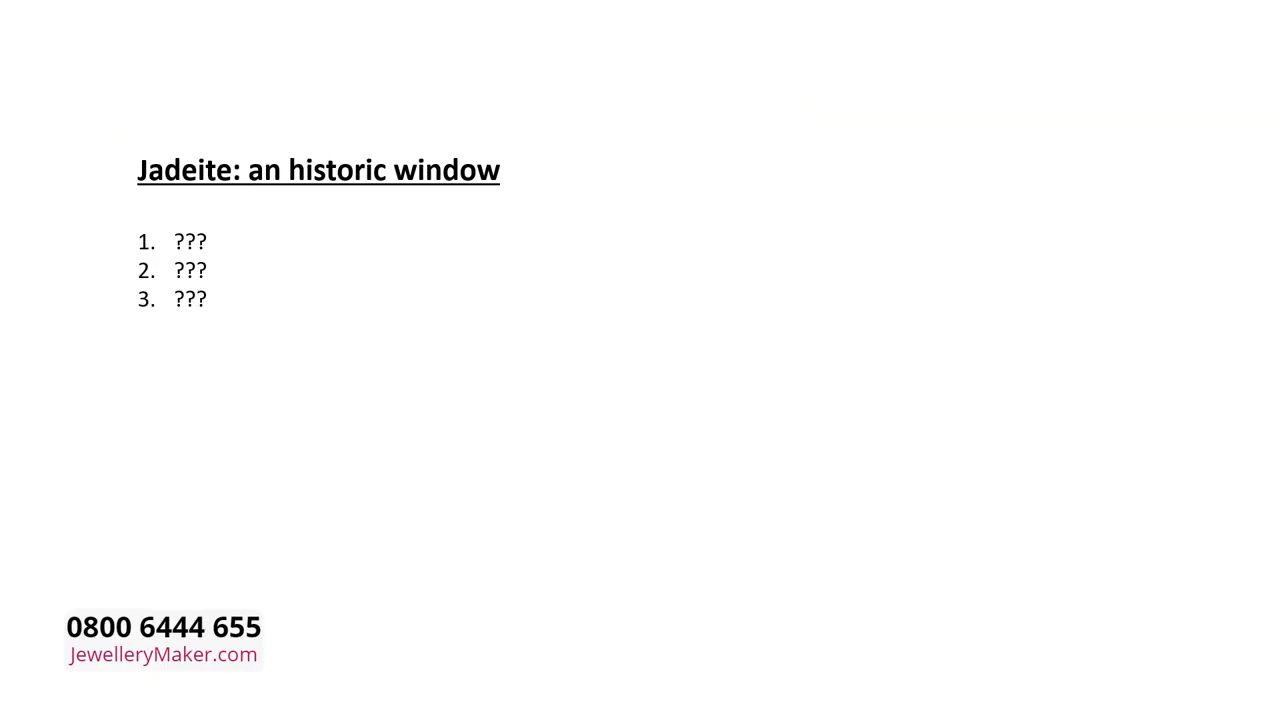 Jadeite: an historic window
1. ???
2. ???
3. ???
0800 6444 655
JewelleryMaker.com